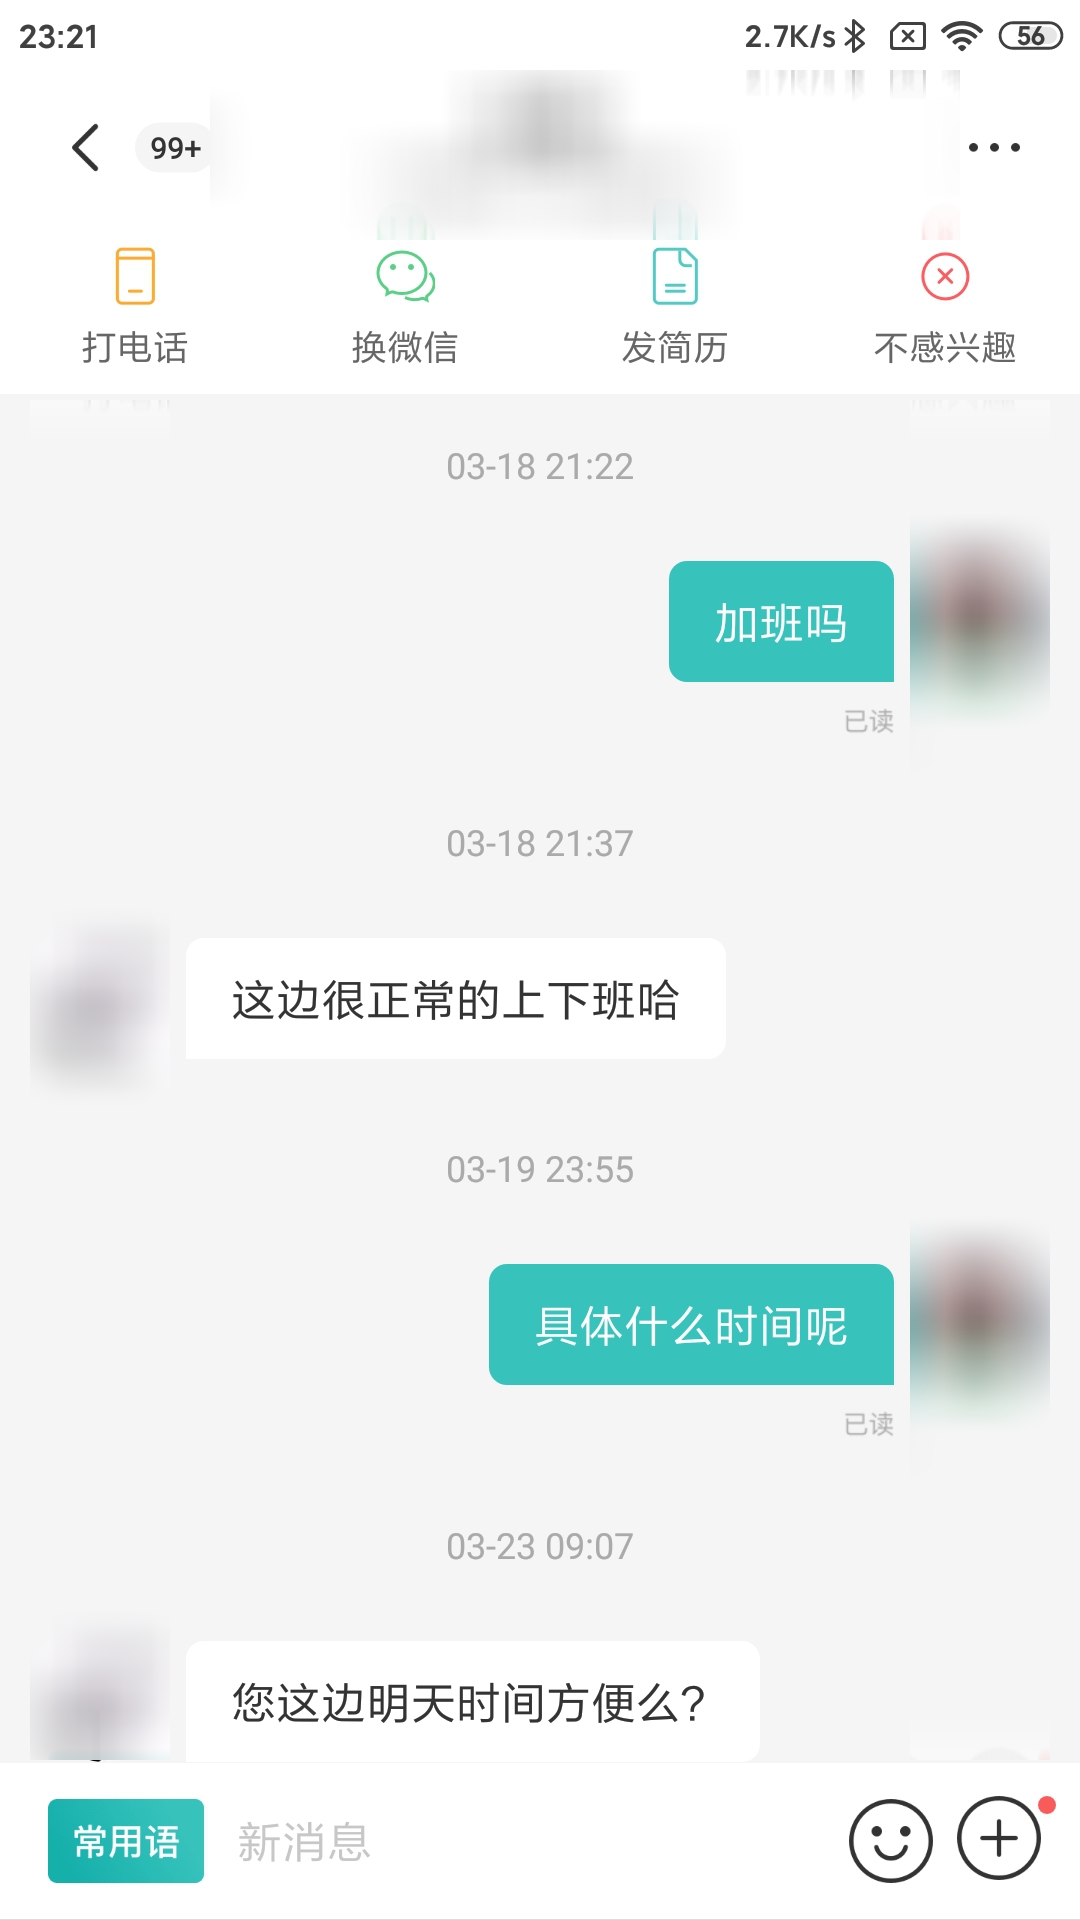 23:21
2.7K/s 56
99+
打电话 换微信 发简历 不感兴趣
03-18 21:22
加班吗
已读
03-18 21:37
这边很正常的上下班哈
03-19 23:55
具体什么时间呢
已读
03-23 09:07
您这边明天时间方便么?
常用语 新消息